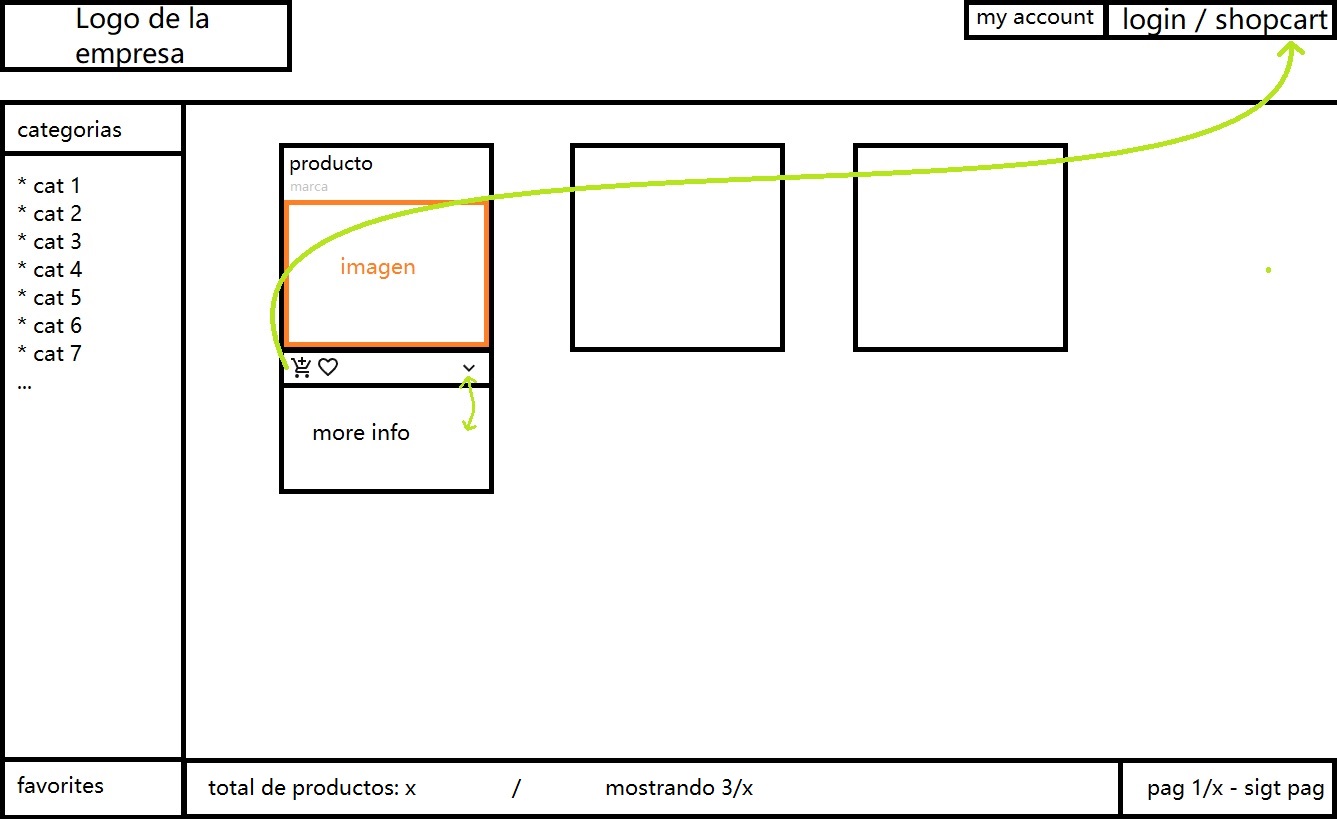 Logo de la
empresa
my account
login / shopcart
categorias
* cat 1
* cat 2
* cat 3
* cat 4
* cat 5
* cat 6
* cat 7
...
producto
marca
imagen
more info
favorites
total de productos: x / mostrando 3/x
pag 1/x - sigt pag